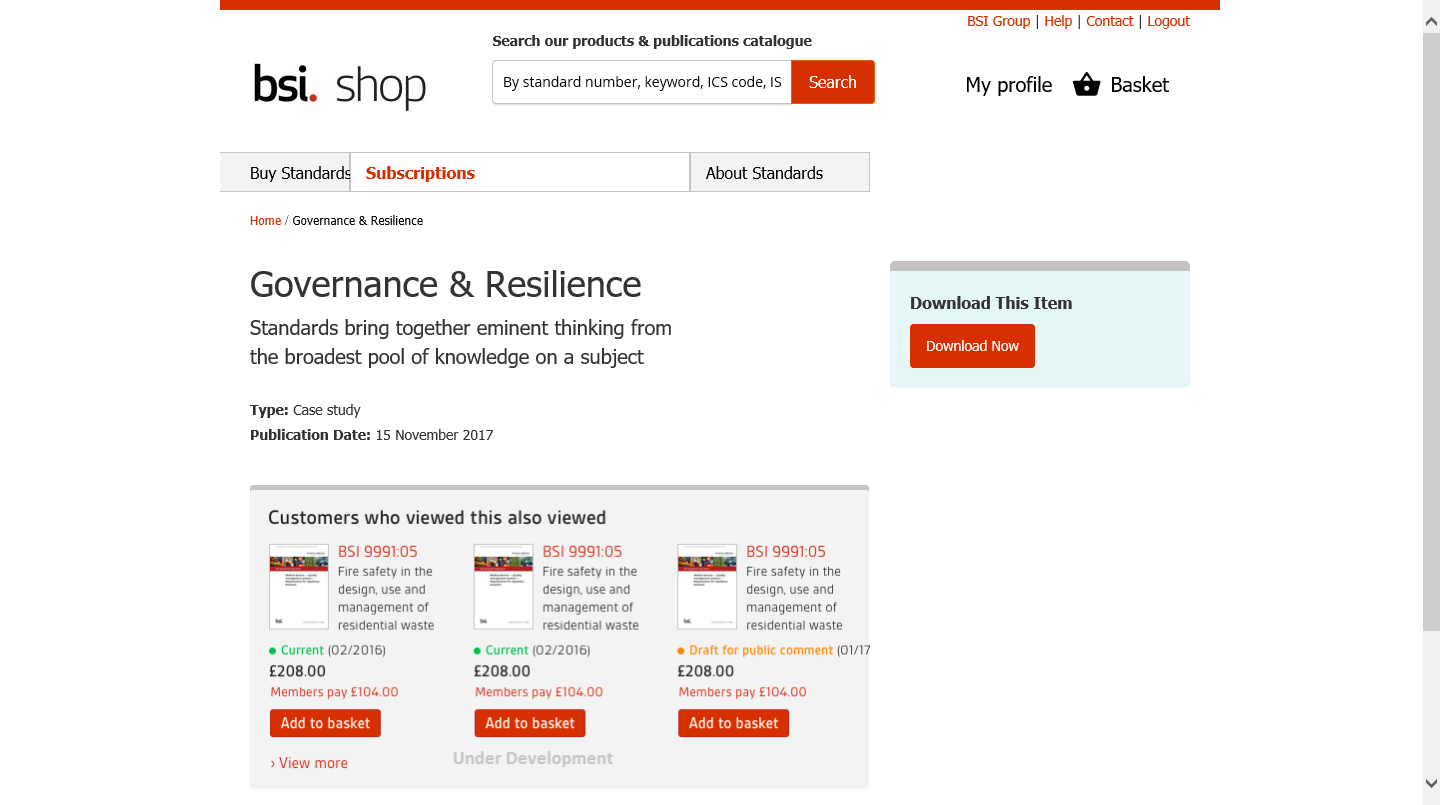 BSI Group | Help | Contact | Logout
Search our products & publications catalogue
bsi. shop
By standard number, keyword, ICS code, IS
Search
My profile
Basket
Buy Standards
Subscriptions
About Standards
Home / Governance & Resilience
Governance & Resilience
Standards bring together eminent thinking from
the broadest pool of knowledge on a subject
Type: Case study
Publication Date: 15 November 2017
Download This Item
Download Now
Customers who viewed this also viewed
BSI 9991:05
Fire safety in the
design, use and
management of
residential waste
Current (02/2016)
£208.00
Members pay £104.00
Add to basket
BSI 9991:05
Fire safety in the
design, use and
management of
residential waste
Current (02/2016)
£208.00
Members pay £104.00
Add to basket
BSI 9991:05
Fire safety in the
design, use and
management of
residential waste
Draft for public comment (01/17
£208.00
Members pay £104.00
Add to basket
› View more
Under Development